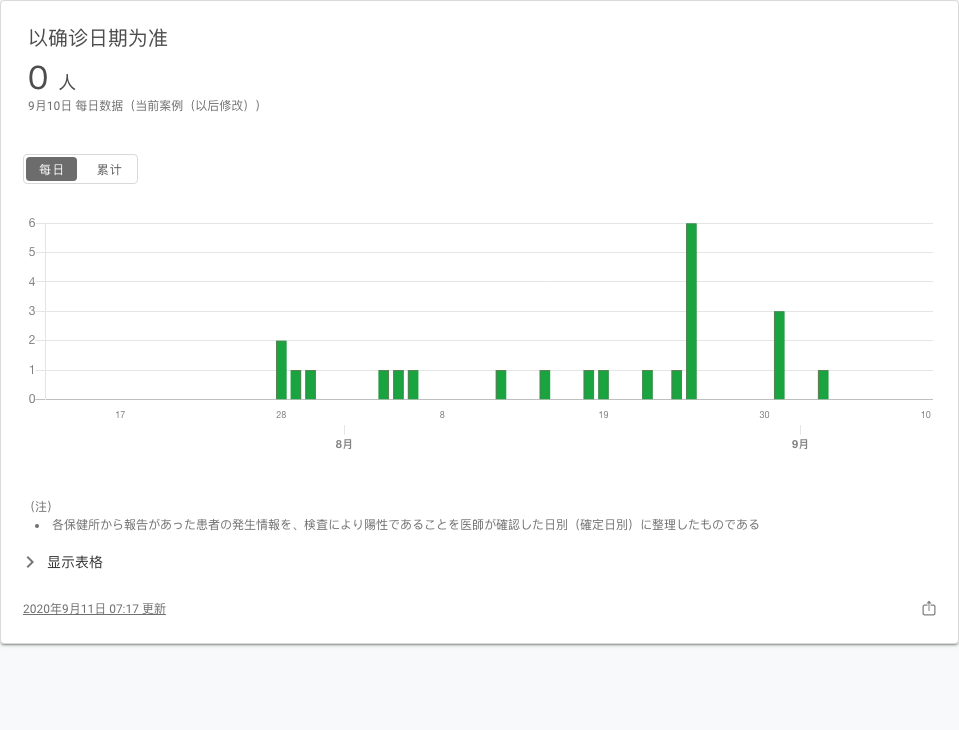 以确诊日期为准
0 人
9月10日 每日数据（当前案例（以后修改））
每日 累计
6
5
4
3
2
1
0
17 28 8 19 30 10
8月 9月
（注）
• 各保健所から報告があった患者の発生情報を、検査により陽性であることを医師が確認した日別（確定日別）に整理したものである
显示表格
2020年9月11日 07:17 更新